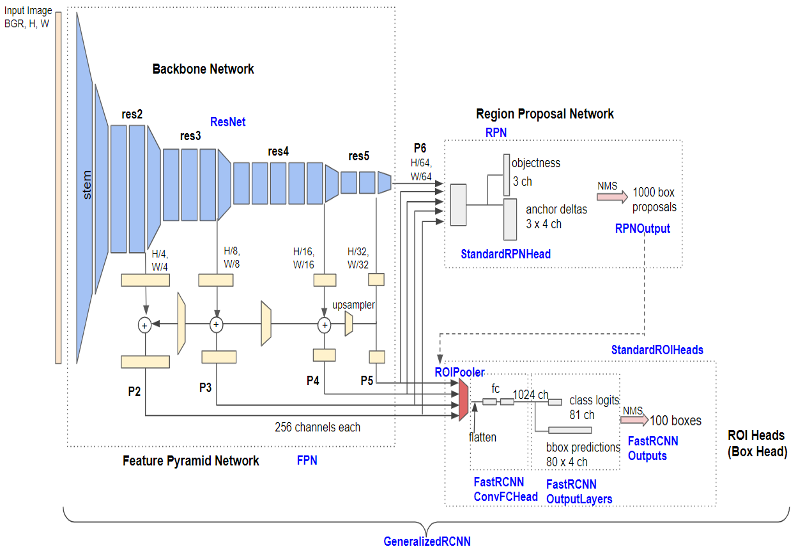 Input Image
BGR, H, W
Backbone Network
res2
ResNet
res3
res4
res5
stem
P6
H/64,
W/64
Region Proposal Network
RPN
objectness
3 ch
anchor deltas
3 x 4 ch
NMS
1000 box
proposals
RPNOutput
StandardRPNHead
H/4,
W/4
H/8,
W/8
H/16,
W/16
H/32,
W/32
upsampler
+
+
+
P2
P3
P4
P5
256 channels each
Feature Pyramid Network
FPN
StandardROIHeads
ROIPooler
fc
1024 ch
flatten
class logits
81 ch
bbox predictions
80 x 4 ch
NMS
100 boxes
FastRCNN
Outputs
FastRCNN
ConvFCHead
FastRCNN
OutputLayers
ROI Heads
(Box Head)
GeneralizedRCNN